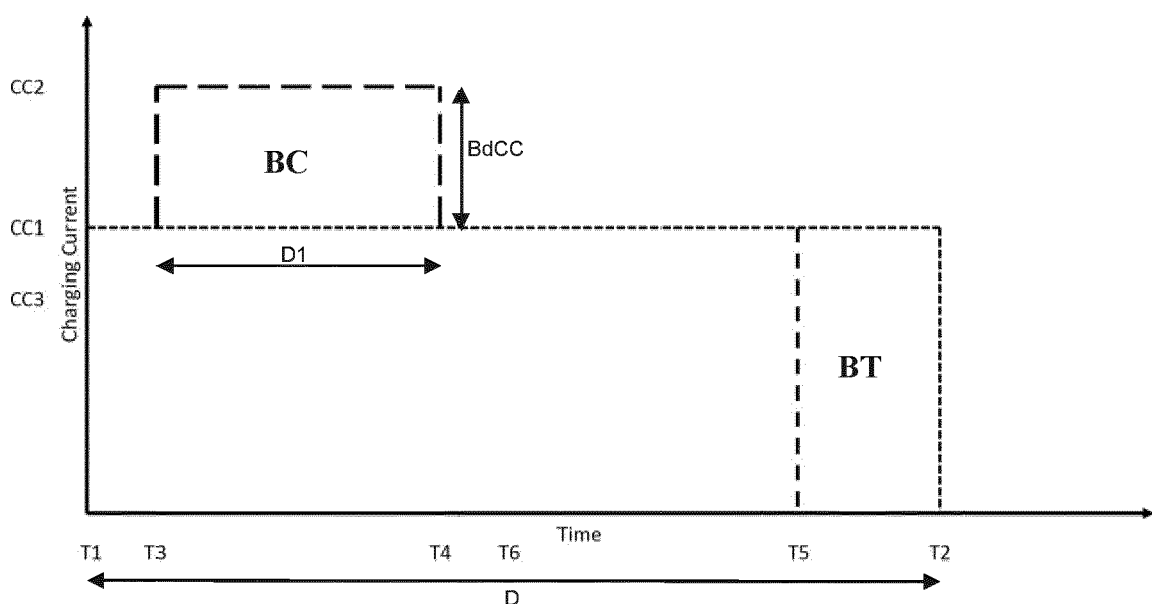 CC2
BC
BdCC
CC1
D1
Charging Current
CC3
BT
Time
T1 T3 T4 T6 T5 T2
D